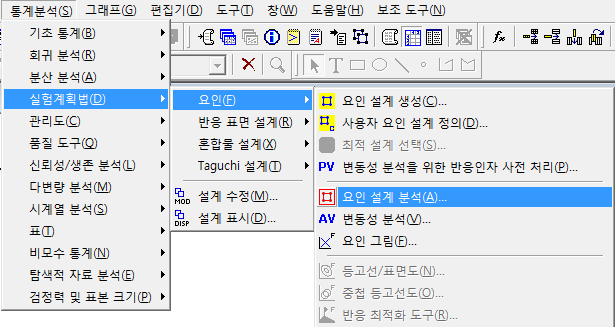 통계분석(S) 그래프(G) 편집기(D) 도구(T) 창(W) 도움말(H) 보조 도구(N)
기초 통계(B)
회귀 분석(R)
분산 분석(A)
실험계획법(D)
관리도(C)
품질 도구(Q)
신뢰성/생존 분석(L)
다변량 분석(M)
시계열 분석(S)
표(T)
비모수 통계(N)
탐색적 자료 분석(E)
검정력 및 표본 크기(P)
요인(F)
반응 표면 설계(R)
혼합물 설계(X)
Taguchi 설계(T)
MOD 설계 수정(M)...
DISP 설계 표시(D)...
요인 설계 생성(C)...
사용자 요인 설계 정의(D)...
최적 설계 선택(S)...
PV 변동성 분석을 위한 반응인자 사전 처리(P)...
요인 설계 분석(A)...
AV 변동성 분석(V)...
요인 그림(F)...
등고선/표면도(N)...
중첩 등고선도(O)...
반응 최적화 도구(R)...
fx
T